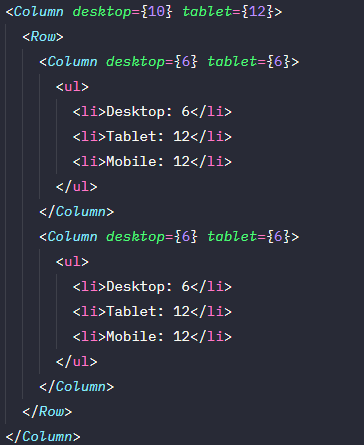 <Column desktop={10} tablet={12}>
<Row>
<Column desktop={6} tablet={6}>
<ul>
<li>Desktop: 6</li>
<li>Tablet: 12</li>
<li>Mobile: 12</li>
</ul>
</Column>
<Column desktop={6} tablet={6}>
<ul>
<li>Desktop: 6</li>
<li>Tablet: 12</li>
<li>Mobile: 12</li>
</ul>
</Column>
</Row>
</Column>